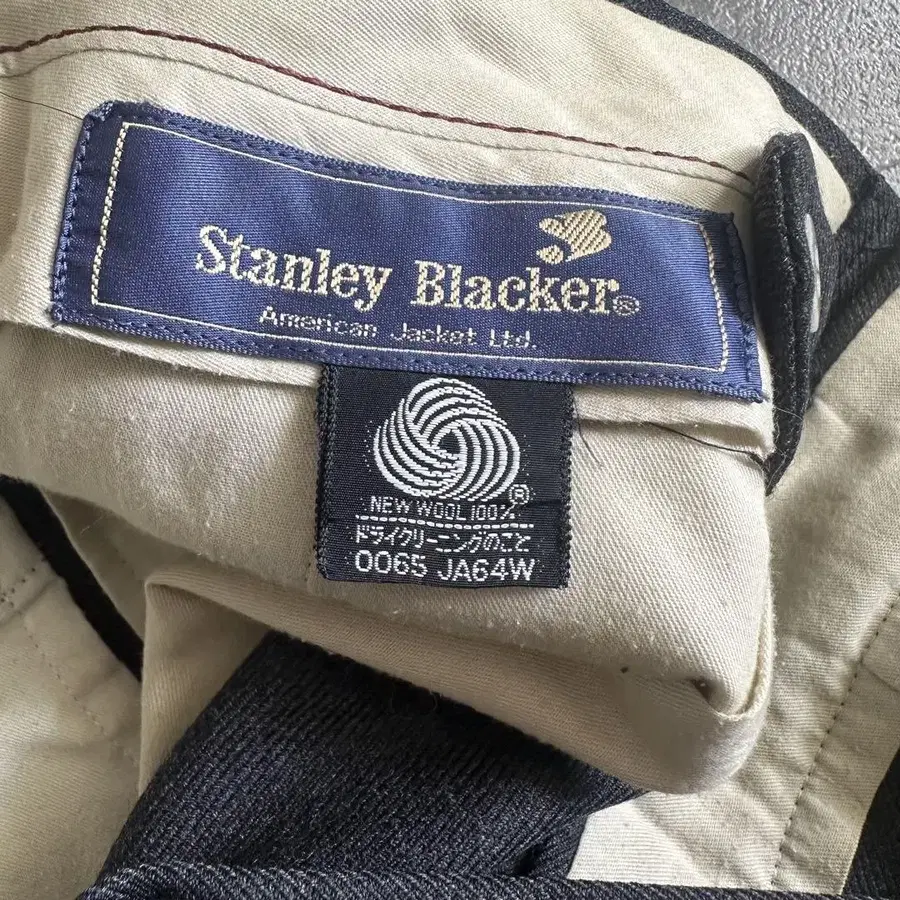 Stanley Blacker®
American Jacket Ltd.
®
NEW WOOL 100%
ドライクリーニングのこと
0065 JA64W